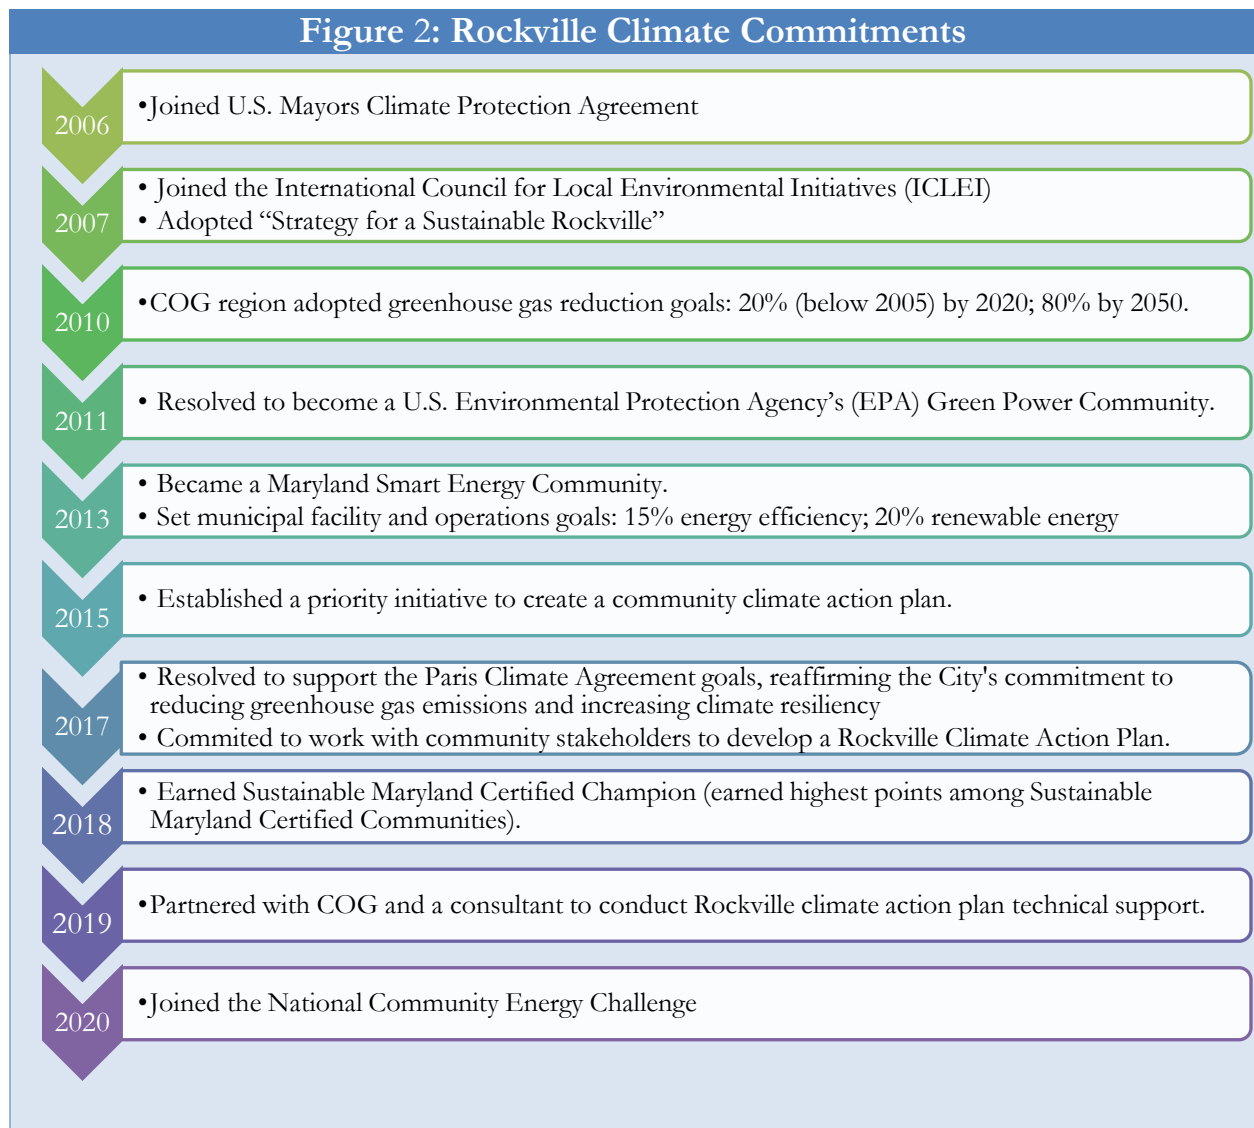 Figure 2: Rockville Climate Commitments
2006
•Joined U.S. Mayors Climate Protection Agreement
2007
• Joined the International Council for Local Environmental Initiatives (ICLEI)
• Adopted “Strategy for a Sustainable Rockville”
2010
•COG region adopted greenhouse gas reduction goals: 20% (below 2005) by 2020; 80% by 2050.
2011
• Resolved to become a U.S. Environmental Protection Agency’s (EPA) Green Power Community.
2013
• Became a Maryland Smart Energy Community.
• Set municipal facility and operations goals: 15% energy efficiency; 20% renewable energy
2015
• Established a priority initiative to create a community climate action plan.
2017
• Resolved to support the Paris Climate Agreement goals, reaffirming the City's commitment to
reducing greenhouse gas emissions and increasing climate resiliency
• Commited to work with community stakeholders to develop a Rockville Climate Action Plan.
2018
• Earned Sustainable Maryland Certified Champion (earned highest points among Sustainable
Maryland Certified Communities).
2019
•Partnered with COG and a consultant to conduct Rockville climate action plan technical support.
2020
•Joined the National Community Energy Challenge